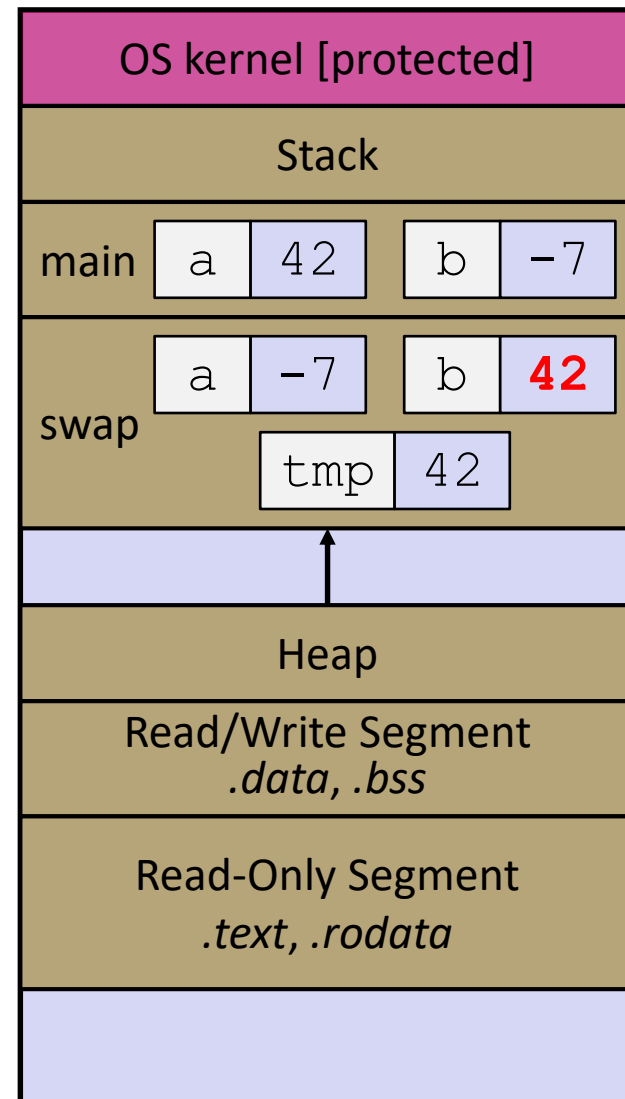 OS kernel [protected]
Stack
main a 42 b -7
a -7 b 42
swap
tmp 42
Heap
Read/Write Segment
.data, .bss
Read-Only Segment
.text, .rodata